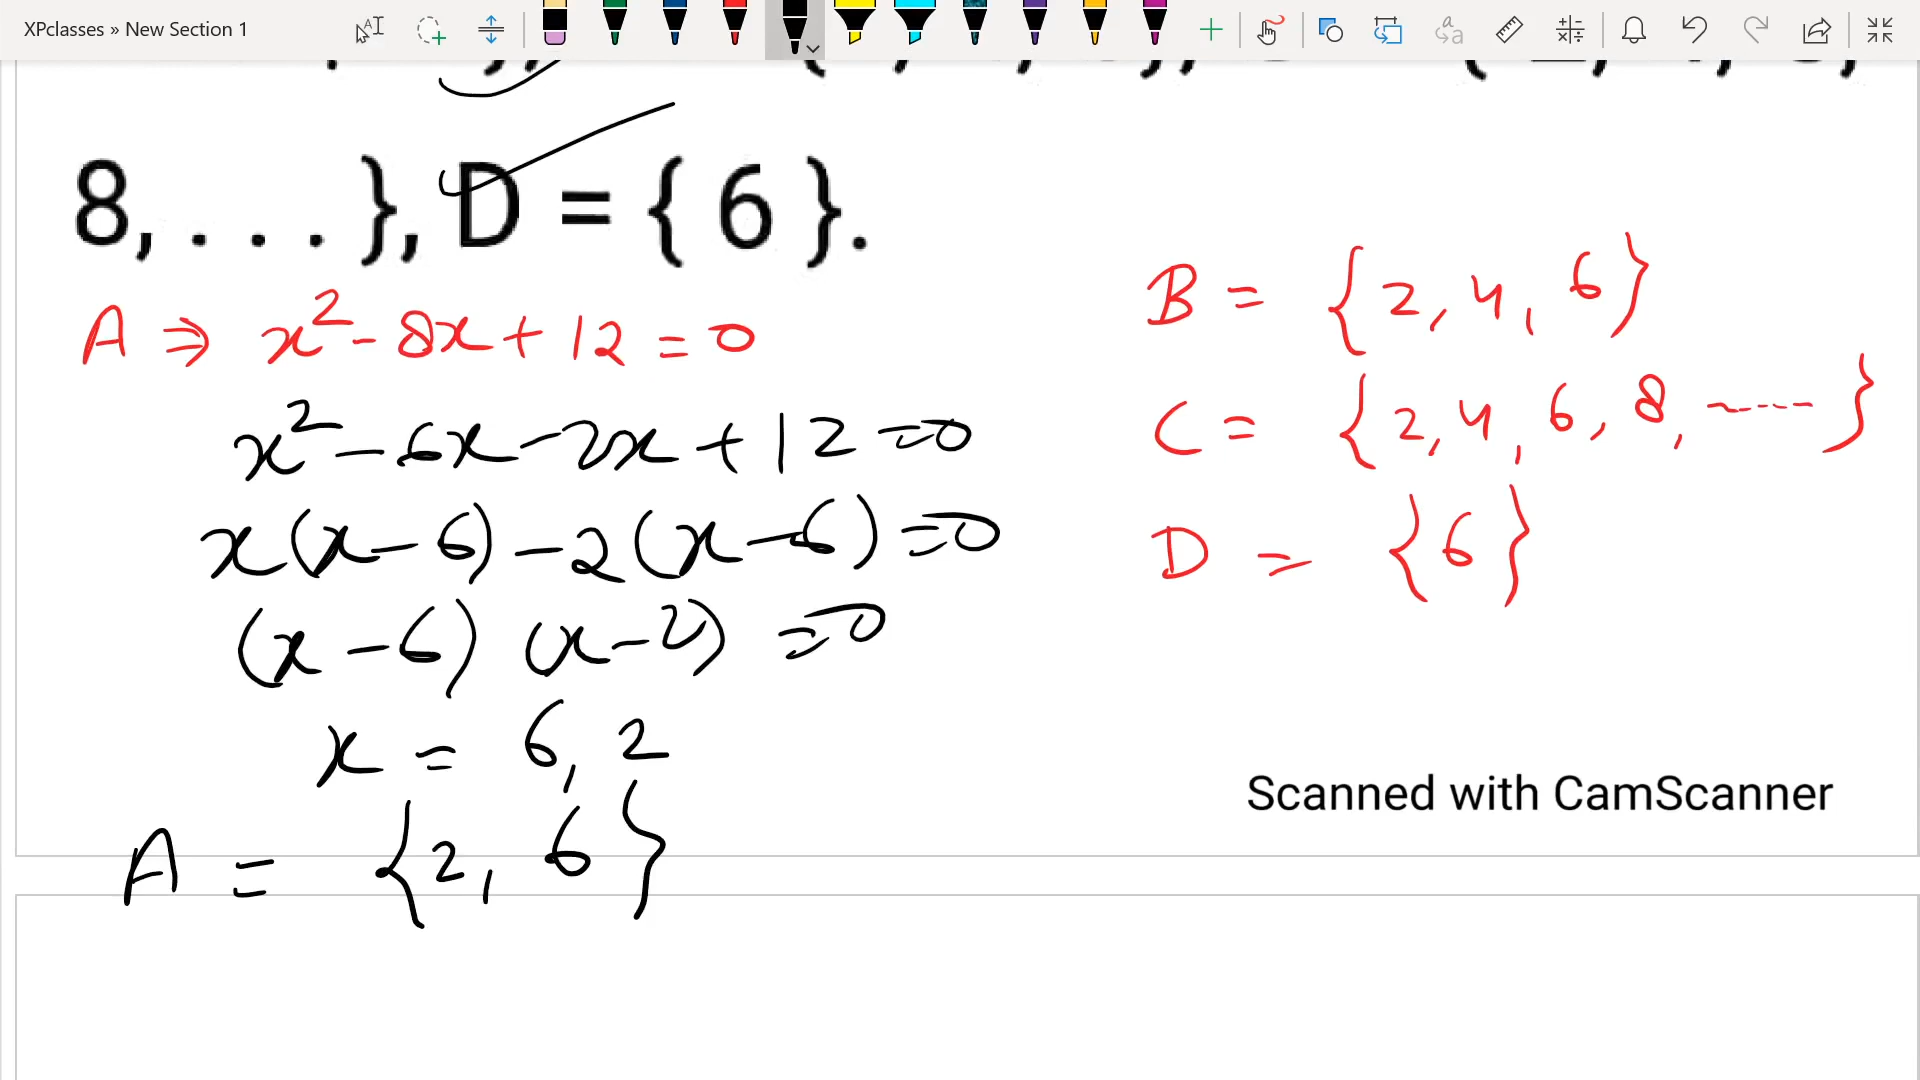 XPclasses » New Section 1
8, . . . }, D = { 6 }.
A ⇒ x² - 8x + 12 = 0
x² - 6x - 2x + 12 = 0
x(x - 6) - 2(x - 6) = 0
(x - 6) (x - 2) = 0
x = 6, 2
A = {2, 6}
B = {2, 4, 6}
C = {2, 4, 6, 8, ------}
D = {6}
Scanned with CamScanner